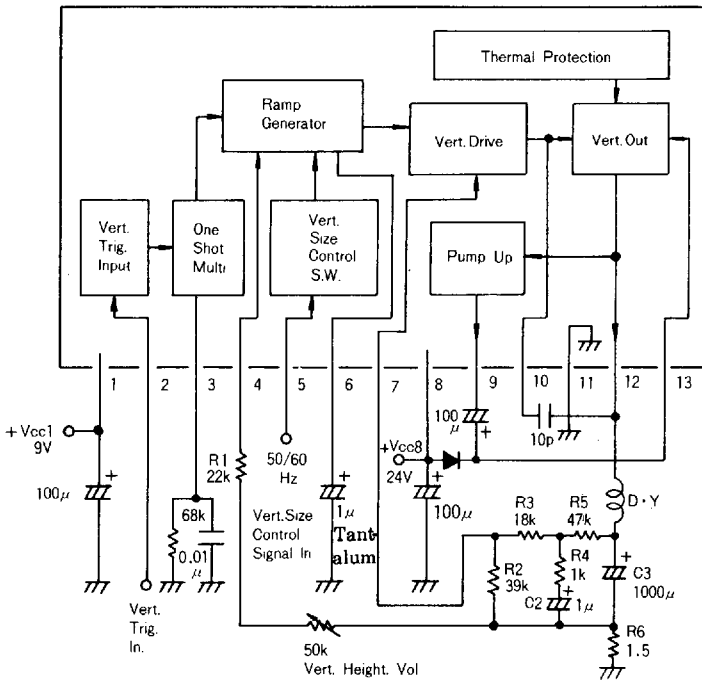 Thermal Protection
Ramp
Generator
Vert. Drive
Vert. Out
Vert.
Trig.
Input
One
Shot
Multi
Vert.
Size
Control
S.W.
Pump Up
1
2
3
4
5
6
7
8
9
10
11
12
13
+Vcc1
9V
100μ
+
68k
0.01
μ
Vert.
Trig.
In.
R1
22k
50/60
Hz
Vert.Size
Control
Signal In
+
1μ
Tant-
alum
+Vcc8
24V
+
100μ
100
μ
+
10p
D·Y
R3
18k
R5
47k
R2
39k
R4
1k
+
C2
1μ
+
C3
1000μ
R6
1.5
50k
Vert. Height. Vol